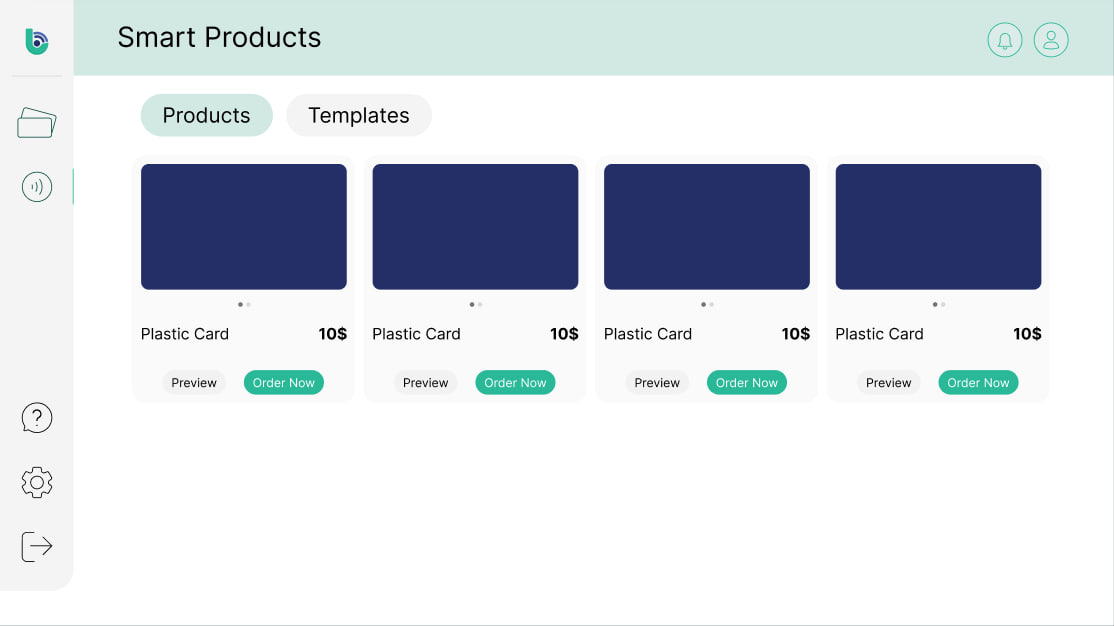 Smart Products
Products Templates
Plastic Card 10$ Plastic Card 10$ Plastic Card 10$ Plastic Card 10$
Preview Order Now Preview Order Now Preview Order Now Preview Order Now